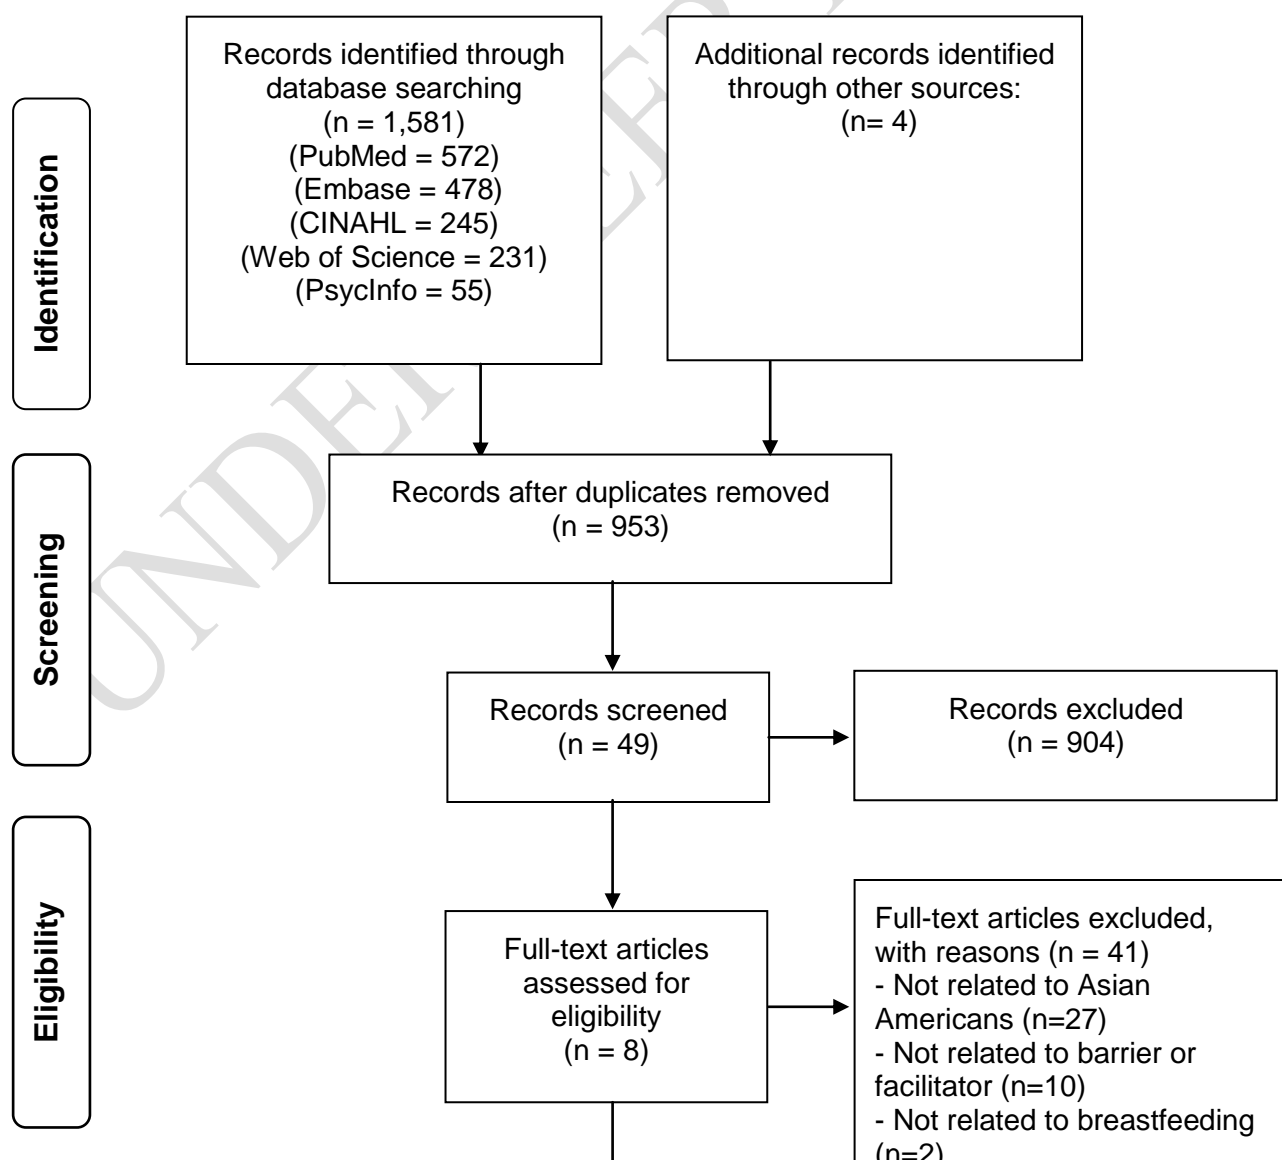 Records identified through
database searching
(n = 1,581)
(PubMed = 572)
(Embase = 478)
(CINAHL = 245)
(Web of Science = 231)
(PsycInfo = 55)
Additional records identified
through other sources:
(n= 4)
Identification
Records after duplicates removed
(n = 953)
Screening
Records screened
(n = 49)
Records excluded
(n = 904)
Eligibility
Full-text articles
assessed for
eligibility
(n = 8)
Full-text articles excluded,
with reasons (n = 41)
- Not related to Asian
Americans (n=27)
- Not related to barrier or
facilitator (n=10)
- Not related to breastfeeding
(n=2)
UNDER